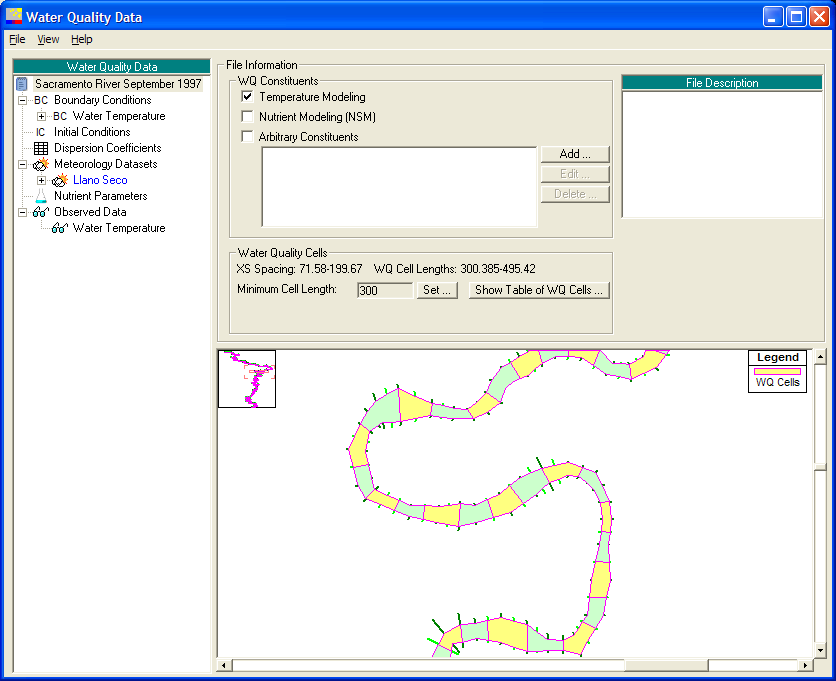 Water Quality Data
File View Help
Water Quality Data
Sacramento River September 1997
BC Boundary Conditions
BC Water Temperature
IC Initial Conditions
Dispersion Coefficients
Meteorology Datasets
Llano Seco
Nutrient Parameters
Observed Data
Water Temperature
File Information
WQ Constituents
Temperature Modeling
Nutrient Modeling (NSM)
Arbitrary Constituents
Add ...
Edit ...
Delete ...
File Description
Water Quality Cells
XS Spacing: 71.58-199.67 WQ Cell Lengths: 300.385-495.42
Minimum Cell Length: 300 Set ... Show Table of WQ Cells ...
Legend
WQ Cells